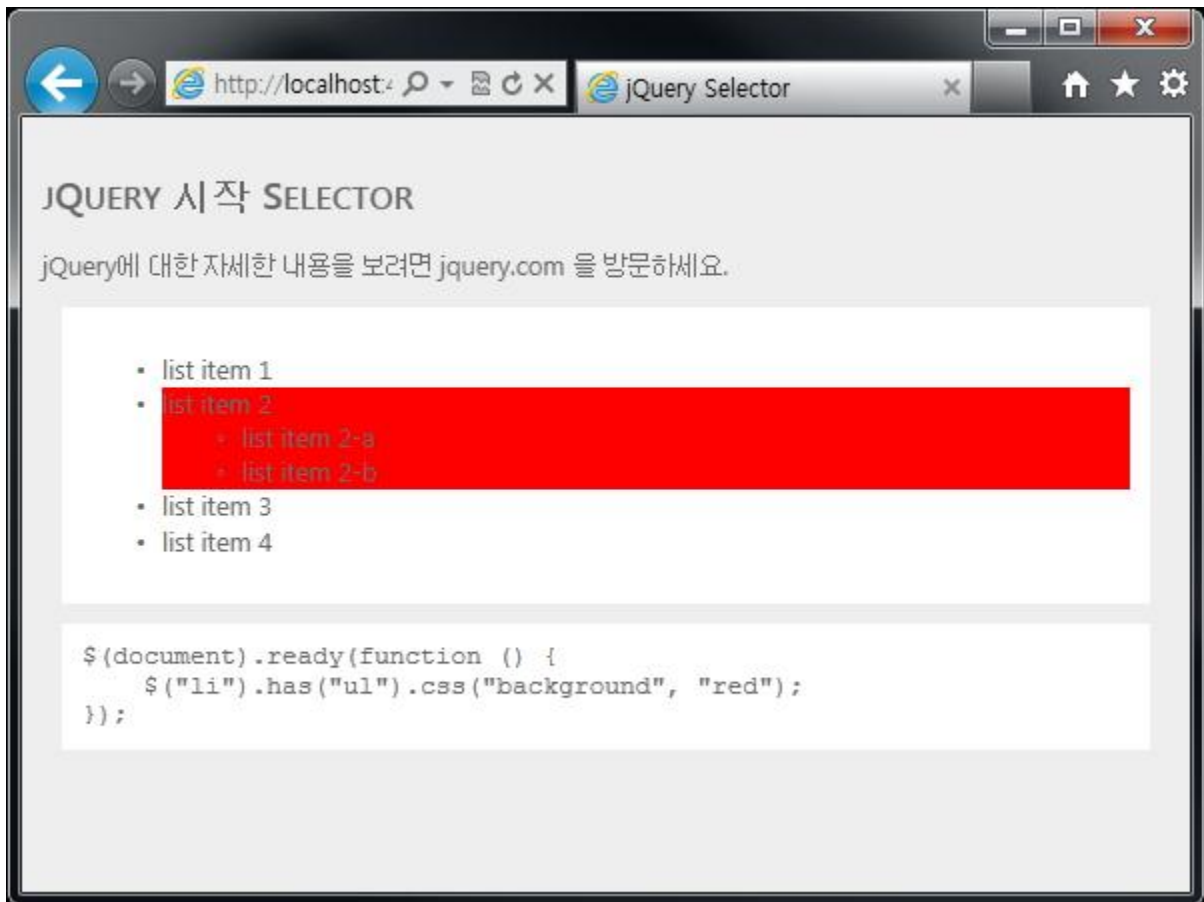 http://localhost:4
jQuery Selector
JQUERY 시작 SELECTOR
jQuery에 대한 자세한 내용을 보려면 jquery.com 을 방문하세요.
• list item 1
• list item 2
◦ list item 2-a
◦ list item 2-b
• list item 3
• list item 4
$(document).ready(function () {
    $("li").has("ul").css("background", "red");
});